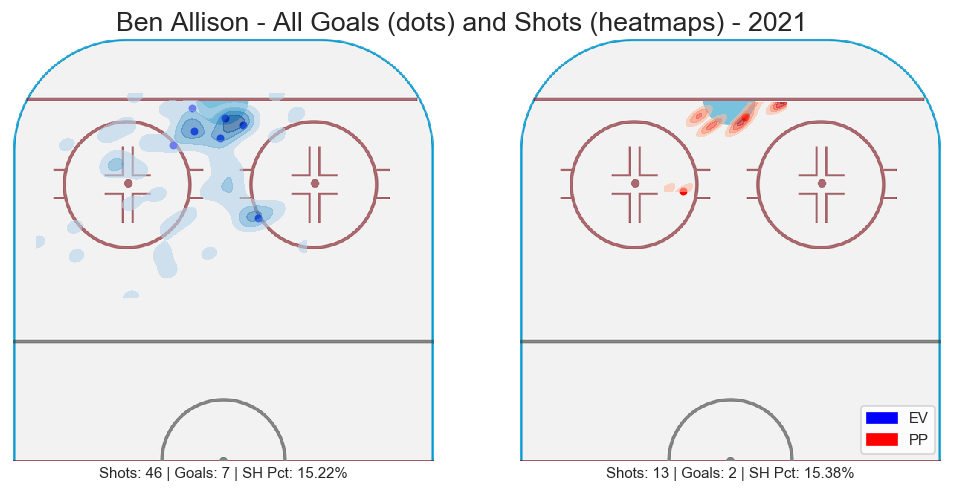 Ben Allison - All Goals (dots) and Shots (heatmaps) - 2021
EV
PP
Shots: 46 | Goals: 7 | SH Pct: 15.22%
Shots: 13 | Goals: 2 | SH Pct: 15.38%